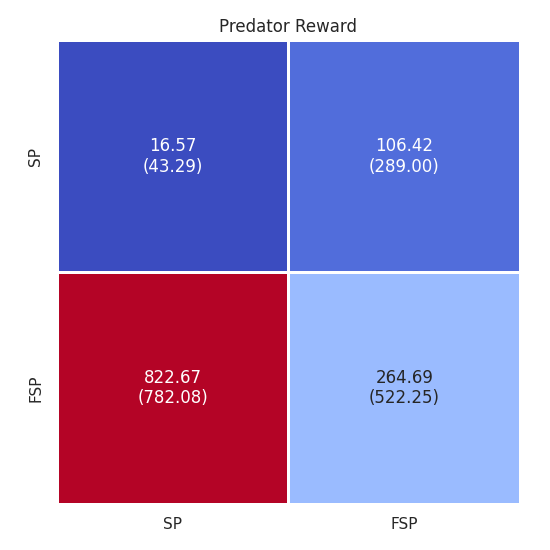 Predator Reward
SP
16.57
(43.29)
106.42
(289.00)
FSP
822.67
(782.08)
264.69
(522.25)
SP
FSP